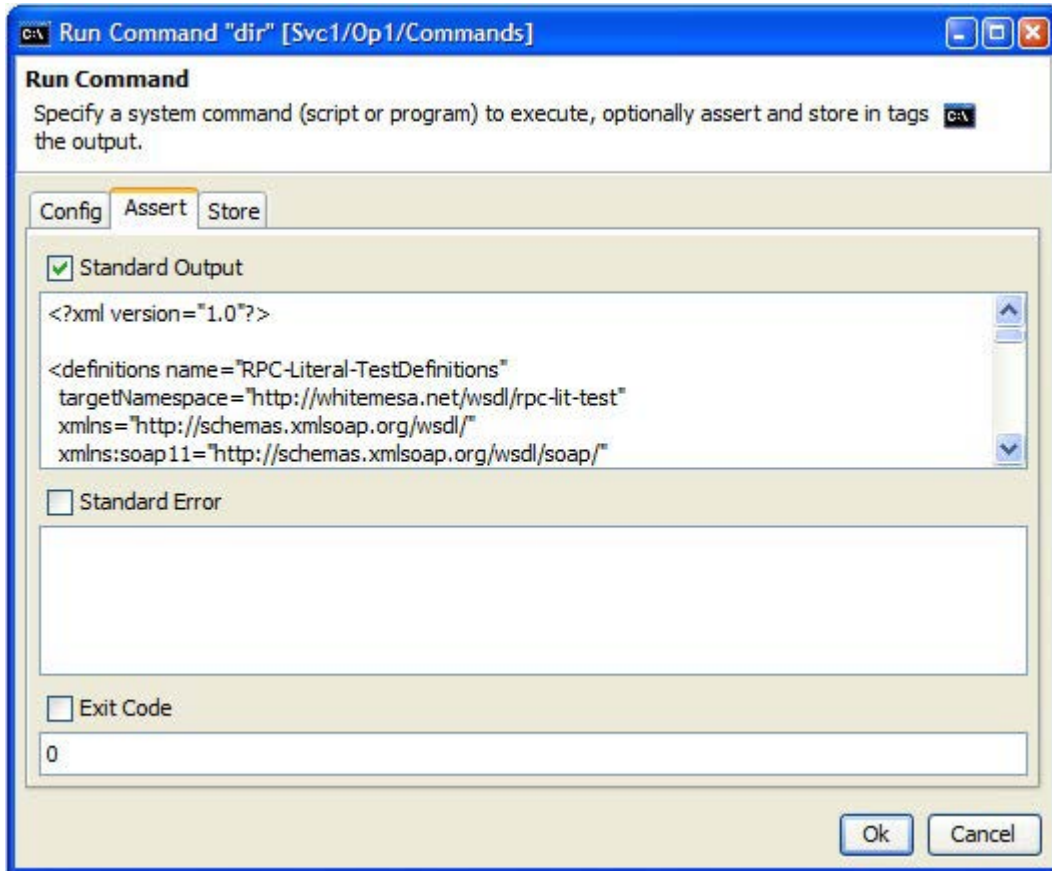 C:\ Run Command "dir" [Svc1/Op1/Commands]
Run Command
Specify a system command (script or program) to execute, optionally assert and store in tags C:\
the output.
Config Assert Store
Standard Output
<?xml version="1.0"?>
<definitions name="RPC-Literal-TestDefinitions"
targetNamespace="http://whitemesa.net/wsdl/rpc-lit-test"
xmlns="http://schemas.xmlsoap.org/wsdl/"
xmlns:soap11="http://schemas.xmlsoap.org/wsdl/soap/"
Standard Error
Exit Code
0
Ok Cancel